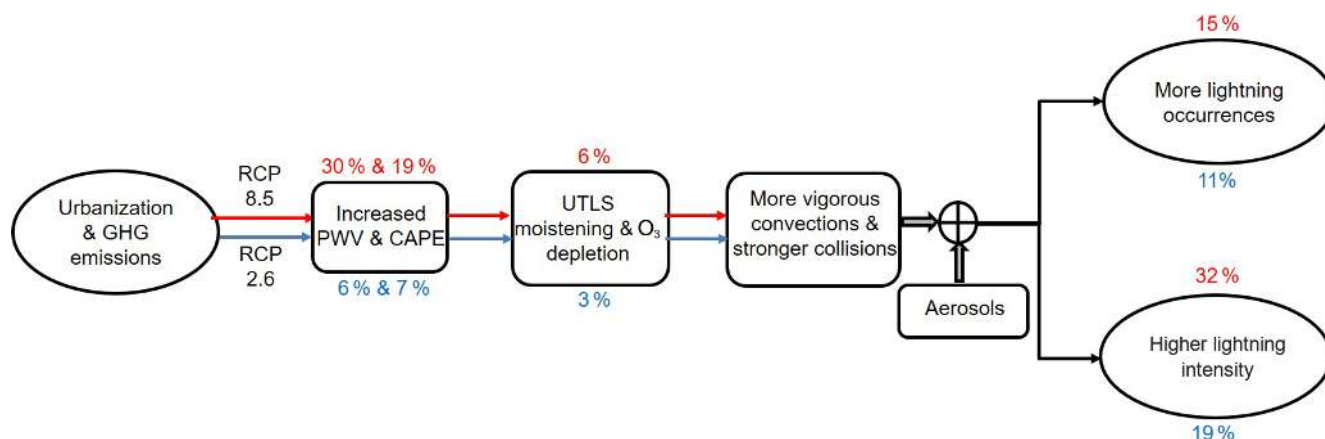 Urbanization
& GHG
emissions
RCP
8.5
RCP
2.6
30 % & 19 %
Increased
PWV & CAPE
6 % & 7 %
6 %
UTLS
moistening & O₃
depletion
3 %
More vigorous
convections &
stronger collisions
Aerosols
15 %
More lightning
occurrences
11%
32 %
Higher lightning
intensity
19 %